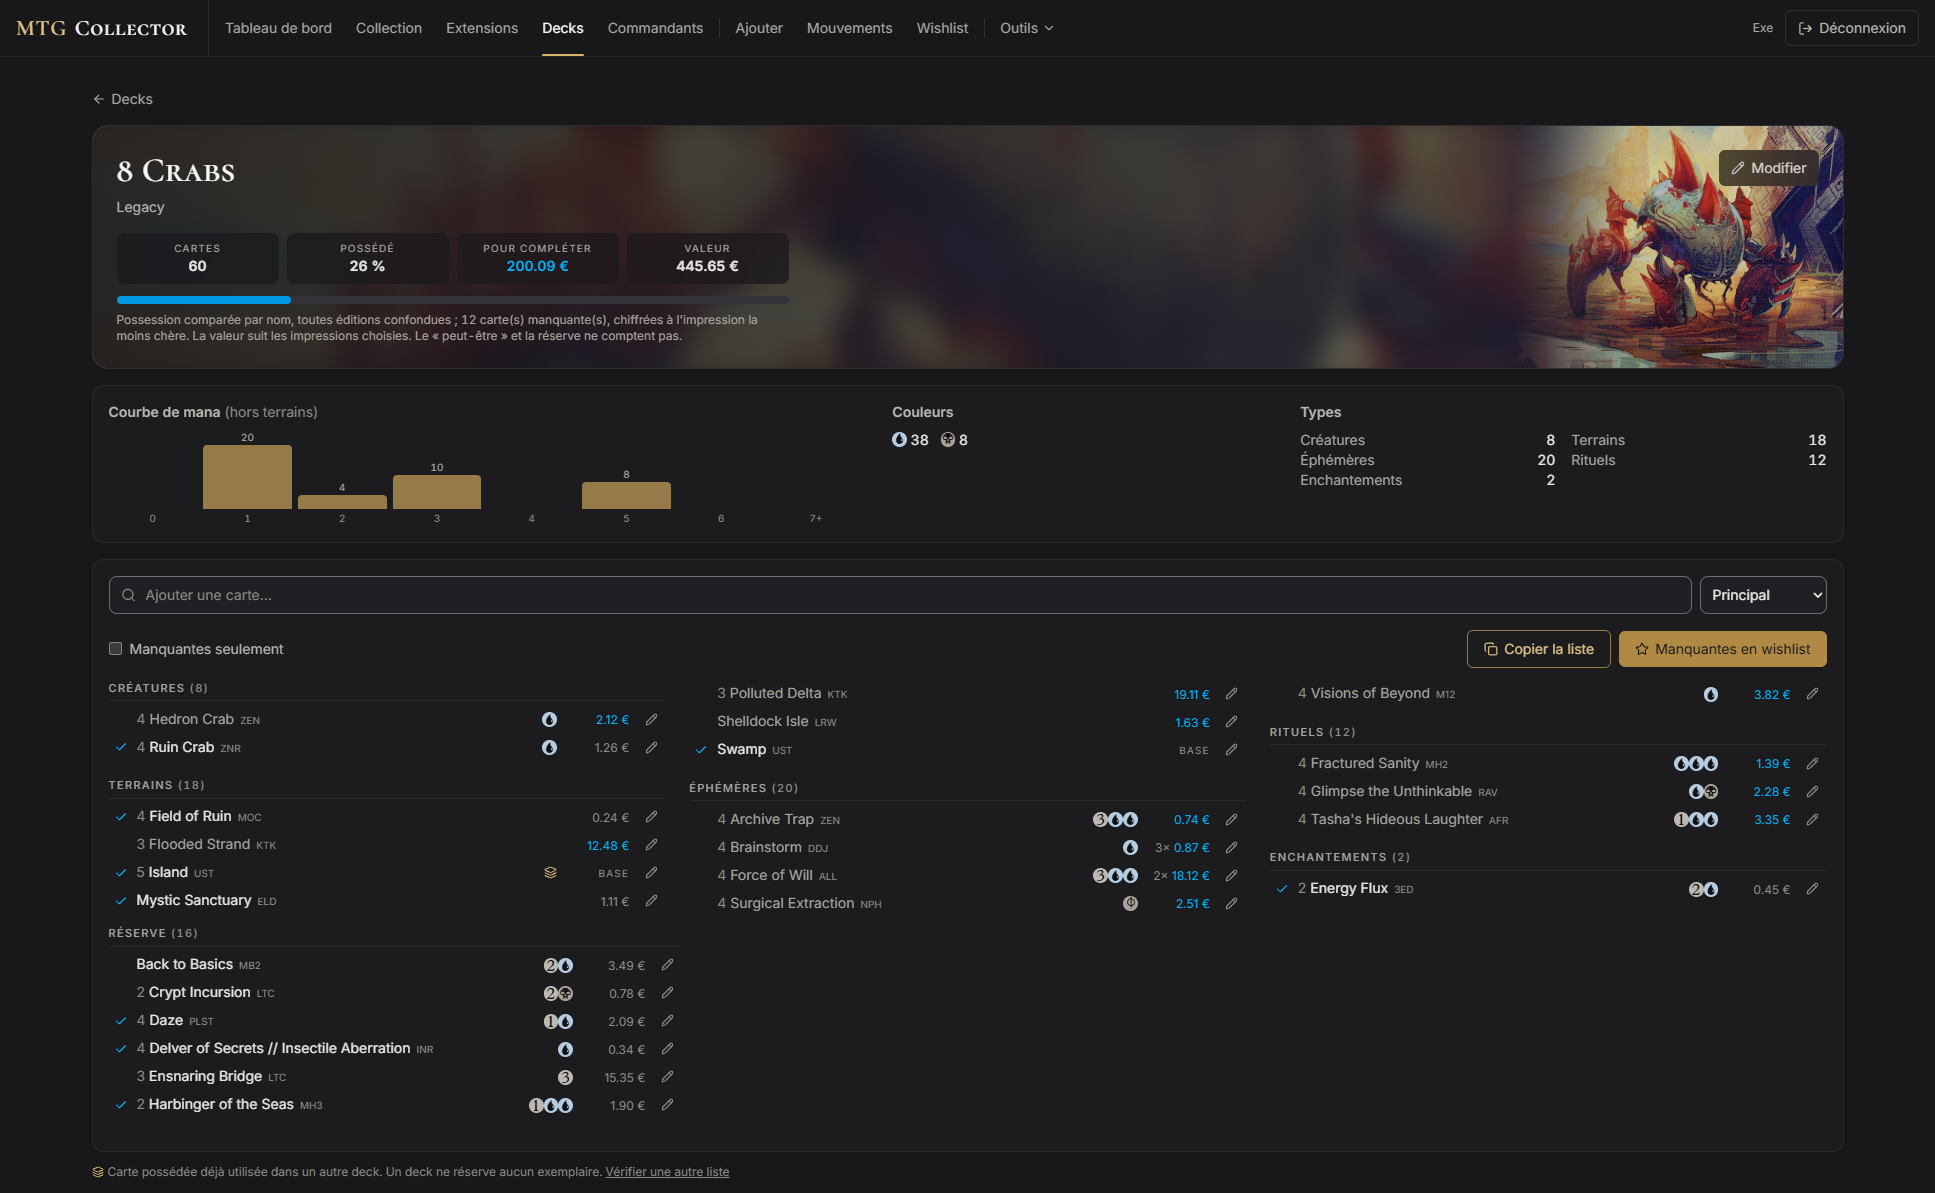 MTG Collector
Tableau de bord
Collection
Extensions
Decks
Commandants
Ajouter
Mouvements
Wishlist
Outils
Exe
Déconnexion
← Decks
8 Crabs
Modifier
Legacy
CARTES
60
POSSÉDÉ
26 %
POUR COMPLÉTER
200.09 €
VALEUR
445.65 €
Possession comparée par nom, toutes éditions confondues ; 12 carte(s) manquante(s), chiffrées à l'impression la
moins chère. La valeur suit les impressions choisies. Le « peut-être » et la réserve ne comptent pas.
Courbe de mana (hors terrains)
20
4
10
8
0 1 2 3 4 5 6 7+
Couleurs
38 8
Types
Créatures 8
Éphémères 20
Enchantements 2
Terrains 18
Rituels 12
Ajouter une carte...
Principal
Manquantes seulement
Copier la liste
Manquantes en wishlist
CRÉATURES (8)
4 Hedron Crab ZEN 2.12 €
4 Ruin Crab ZNR 1.26 €
TERRAINS (18)
4 Field of Ruin MOC 0.24 €
3 Flooded Strand KTK 12.48 €
5 Island UST BASE
Mystic Sanctuary ELD 1.11 €
3 Polluted Delta KTK 19.11 €
Shelldock Isle LRW 1.63 €
Swamp UST BASE
ÉPHÉMÈRES (20)
4 Archive Trap ZEN 3 0.74 €
4 Brainstorm DDJ 3× 0.87 €
4 Force of Will ALL 3 2× 18.12 €
4 Surgical Extraction NPH 2.51 €
4 Visions of Beyond M12 3.82 €
RITUELS (12)
4 Fractured Sanity MH2 1.39 €
4 Glimpse the Unthinkable RAV 2.28 €
4 Tasha's Hideous Laughter AFR 1 3.35 €
ENCHANTEMENTS (2)
2 Energy Flux 3ED 2 0.45 €
RÉSERVE (16)
Back to Basics MB2 2 3.49 €
2 Crypt Incursion LTC 2 0.78 €
4 Daze PLST 1 2.09 €
4 Delver of Secrets // Insectile Aberration INR 0.34 €
3 Ensnaring Bridge LTC 3 15.35 €
2 Harbinger of the Seas MH3 1 1.90 €
Carte possédée déjà utilisée dans un autre deck. Un deck ne réserve aucun exemplaire. Vérifier une autre liste